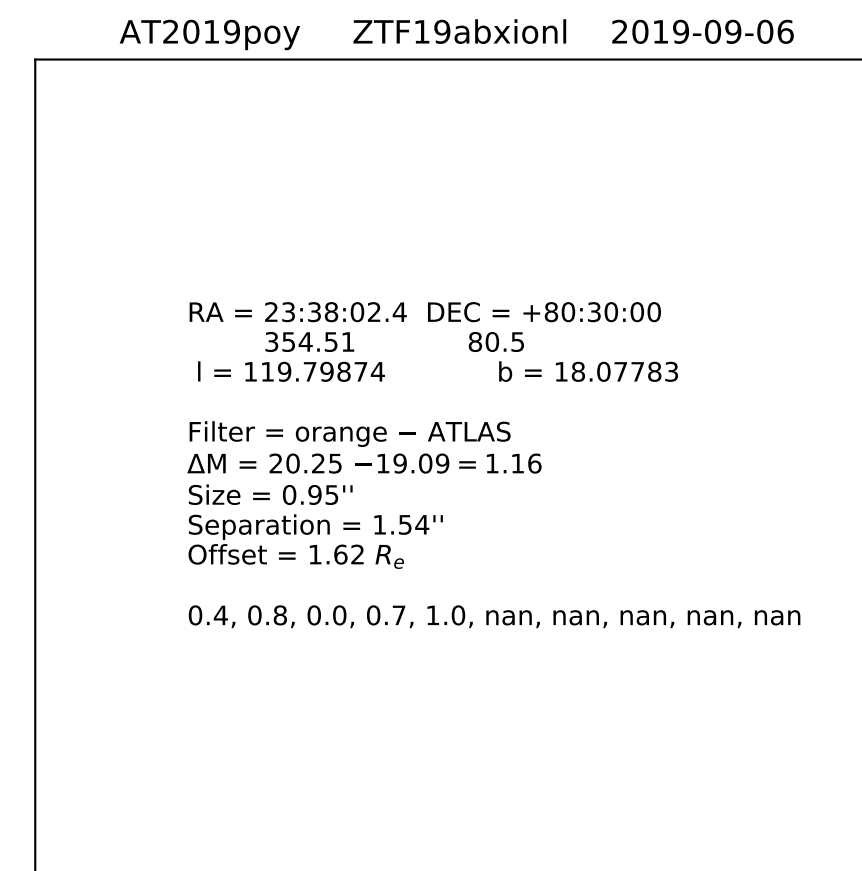 AT2019poy ZTF19abxionl 2019-09-06
RA = 23:38:02.4 DEC = +80:30:00
354.51 80.5
l = 119.79874 b = 18.07783
Filter = orange − ATLAS
ΔM = 20.25 −19.09 = 1.16
Size = 0.95''
Separation = 1.54''
Offset = 1.62 Rₑ
0.4, 0.8, 0.0, 0.7, 1.0, nan, nan, nan, nan, nan